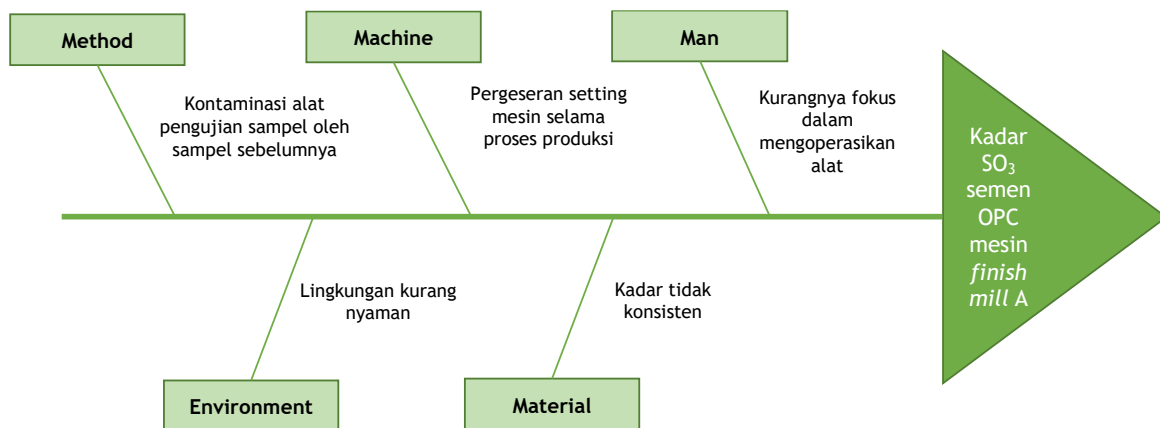 Method
Machine
Man
Kontaminasi alat
pengujian sampel oleh
sampel sebelumnya
Pergeseran setting
mesin selama
proses produksi
Kurangnya fokus
dalam
mengoperasikan
alat
Kadar
SO₃
semen
OPC
mesin
finish
mill A
Lingkungan kurang
nyaman
Kadar tidak
konsisten
Environment
Material